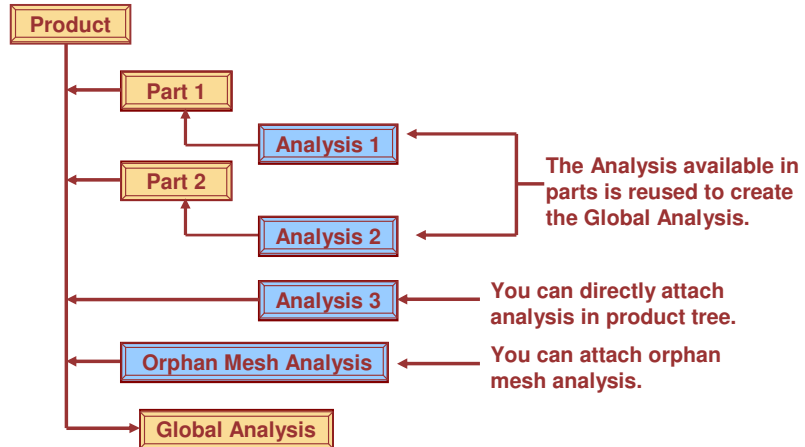 Product
Part 1
Analysis 1
Part 2
Analysis 2
The Analysis available in
parts is reused to create
the Global Analysis.
Analysis 3
You can directly attach
analysis in product tree.
Orphan Mesh Analysis
You can attach orphan
mesh analysis.
Global Analysis